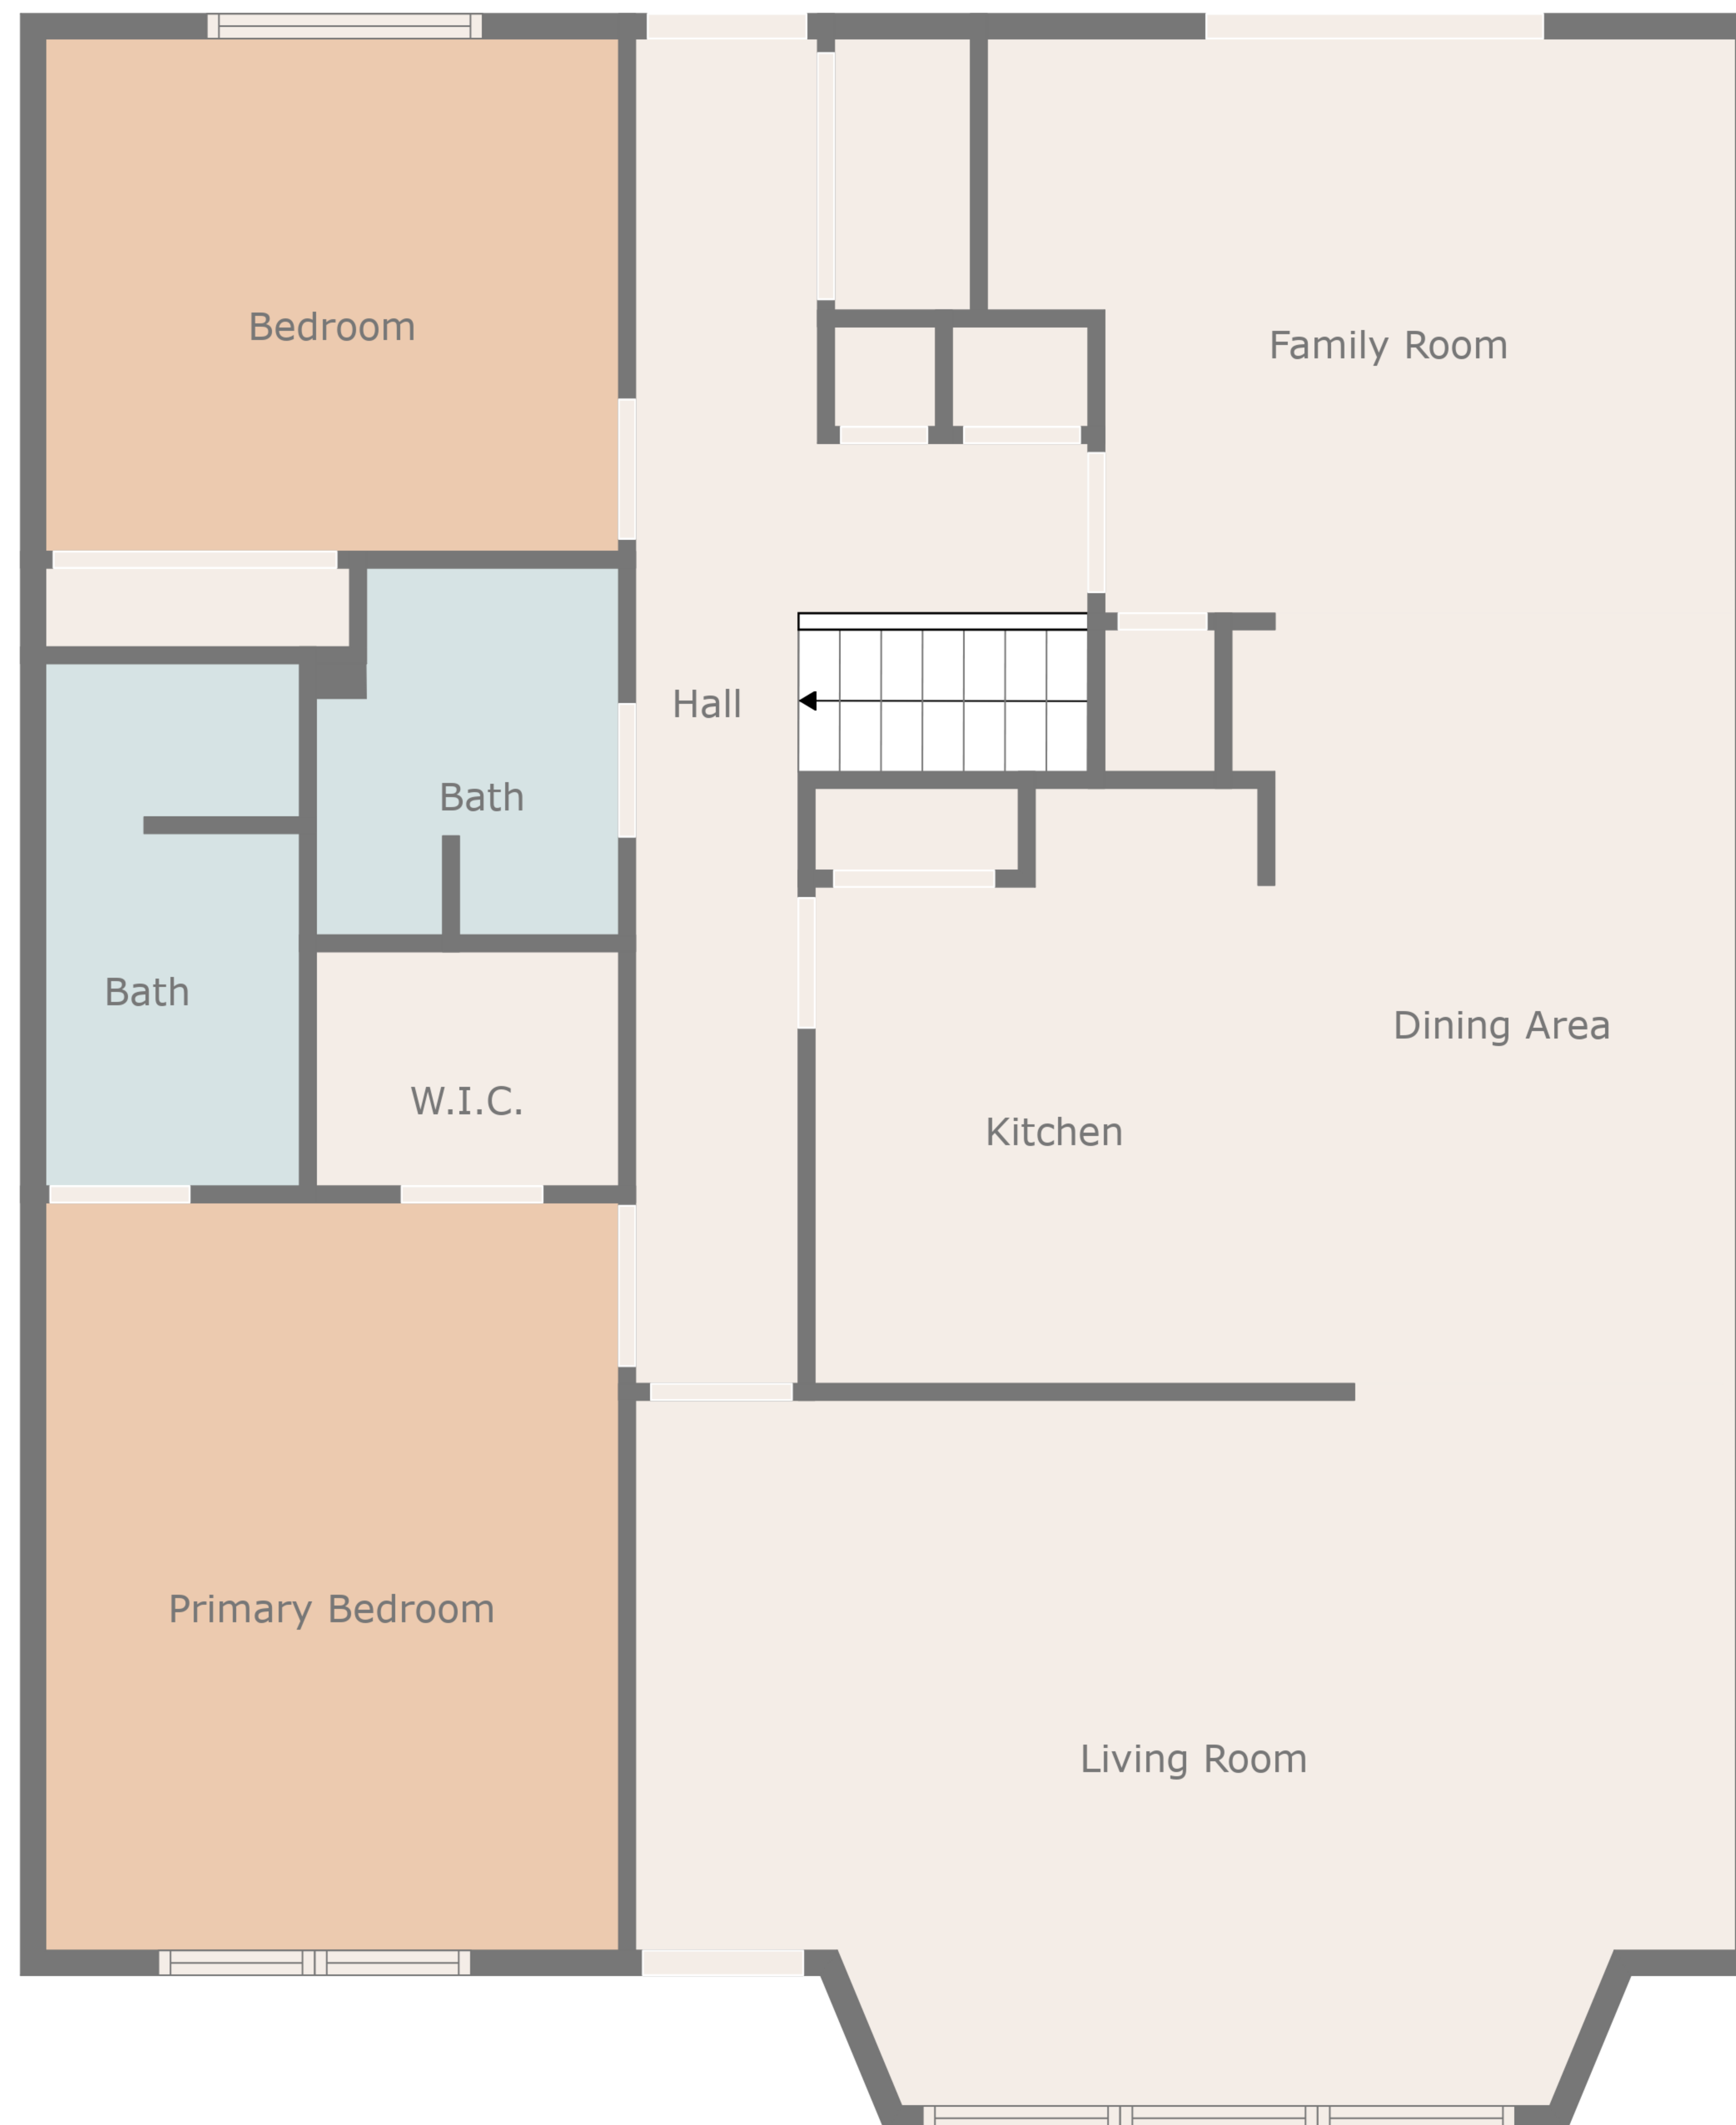 Bedroom
Family Room
Hall
Bath
Bath
Dining Area
W.I.C.
Kitchen
Primary Bedroom
Living Room